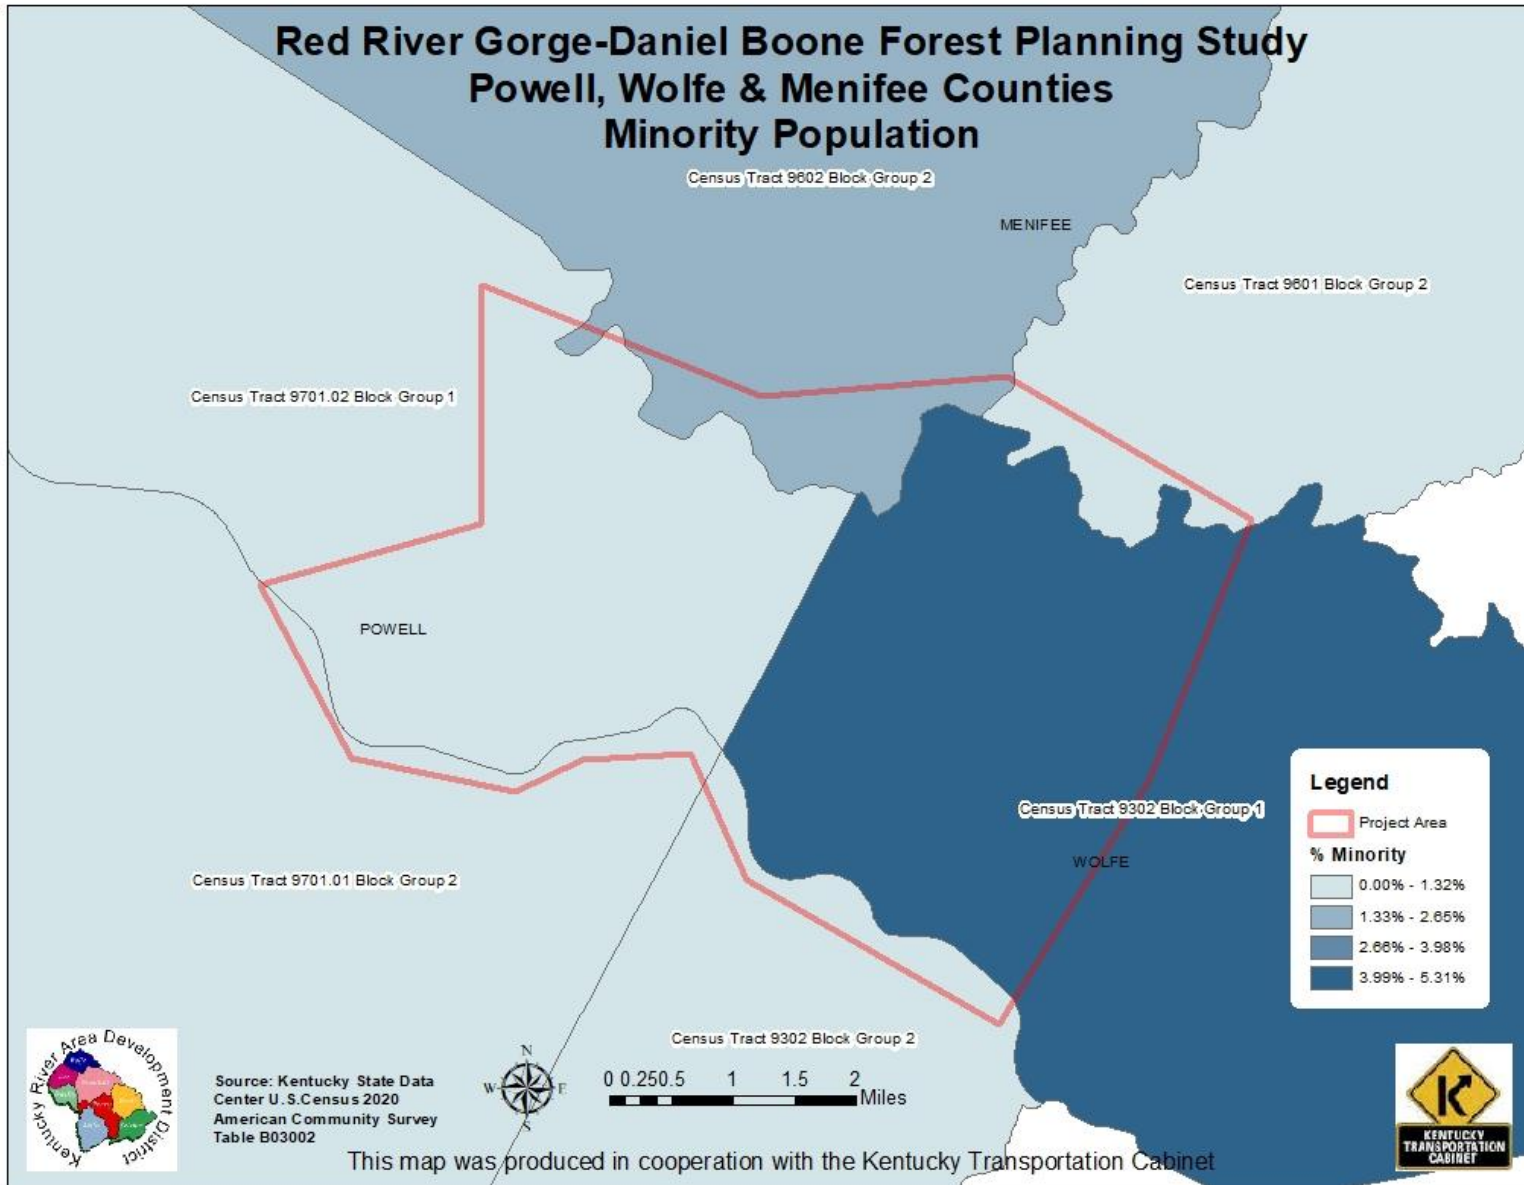 Red River Gorge-Daniel Boone Forest Planning Study
Powell, Wolfe & Menifee Counties
Minority Population
Census Tract 9602 Block Group 2
MENIFEE
Census Tract 9601 Block Group 2
Census Tract 9701.02 Block Group 1
POWELL
Census Tract 9302 Block Group 1
WOLFE
Census Tract 9701.01 Block Group 2
Census Tract 9302 Block Group 2
Legend
Project Area
% Minority
0.00% - 1.32%
1.33% - 2.65%
2.66% - 3.98%
3.99% - 5.31%
Kentucky River Area Development District
Source: Kentucky State Data
Center U.S.Census 2020
American Community Survey
Table B03002
N
W E
S
0 0.25 0.5 1 1.5 2
Miles
KENTUCKY
TRANSPORTATION
CABINET
This map was produced in cooperation with the Kentucky Transportation Cabinet